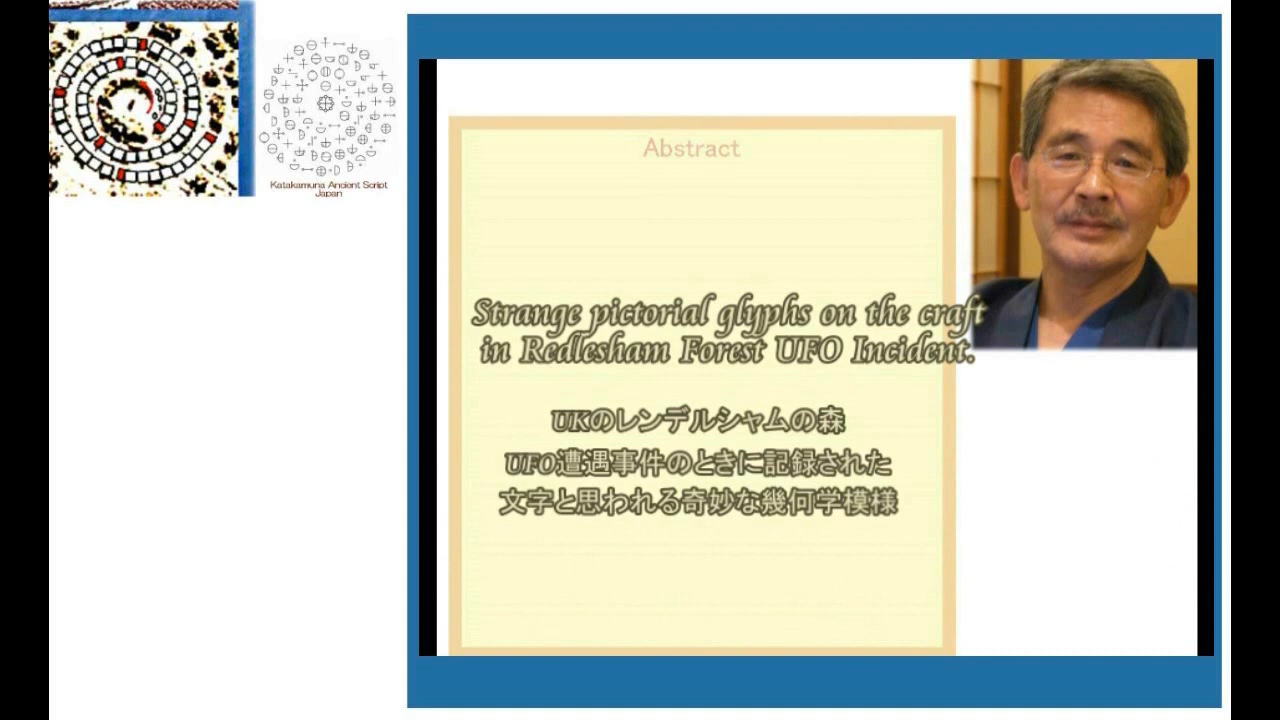 Katakamuna Ancient Script
Japan
Abstract
Strange pictorial glyphs on the craft
in Redlesham Forest UFO Incident.
UKのレンデルシャムの森
UFO遭遇事件のときに記録された
文字と思われる奇妙な幾何学模様